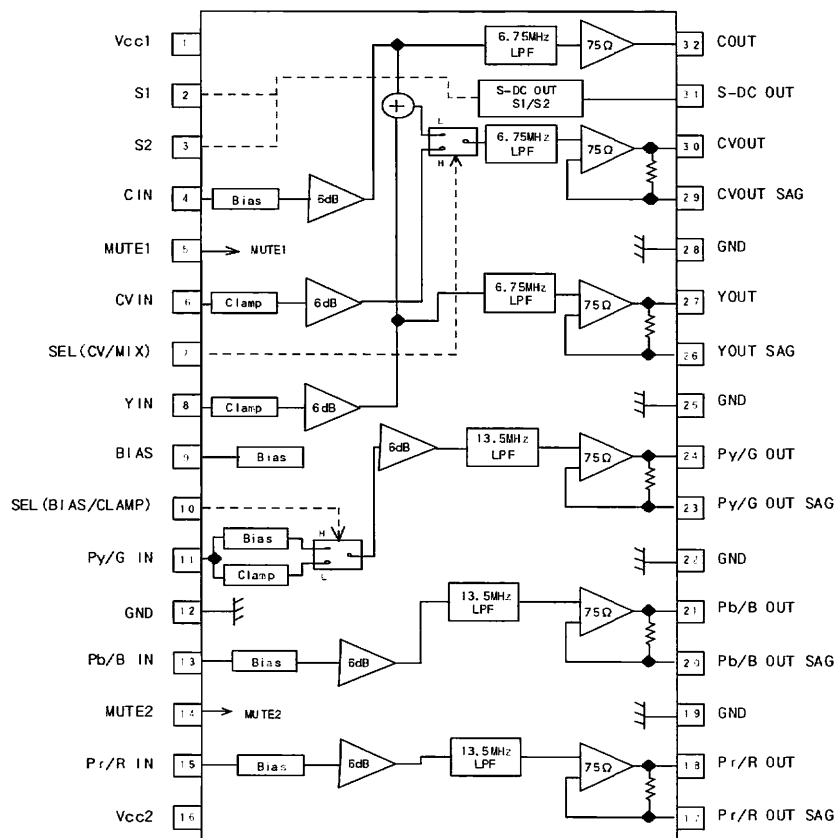 Vcc1 1
6.75MHz
LPF
75Ω
32 COUT
S1 2
S-DC OUT
S1/S2
31 S-DC OUT
S2 3
L
H
6.75MHz
LPF
75Ω
30 CVOUT
CIN 4
Bias
6dB
29 CVOUT SAG
MUTE1 5
MUTE1
28 GND
CVIN 6
Clamp
6dB
6.75MHz
LPF
75Ω
27 YOUT
SEL(CV/MIX) 7
26 YOUT SAG
YIN 8
Clamp
6dB
25 GND
BIAS 9
Bias
6dB
13.5MHz
LPF
75Ω
24 Py/G OUT
SEL(BIAS/CLAMP) 10
23 Py/G OUT SAG
Py/G IN 11
Bias
Clamp
H
L
22 GND
GND 12
13.5MHz
LPF
75Ω
21 Pb/B OUT
Pb/B IN 13
Bias
6dB
20 Pb/B OUT SAG
MUTE2 14
MUTE2
19 GND
Pr/R IN 15
Bias
6dB
13.5MHz
LPF
75Ω
18 Pr/R OUT
Vcc2 16
17 Pr/R OUT SAG